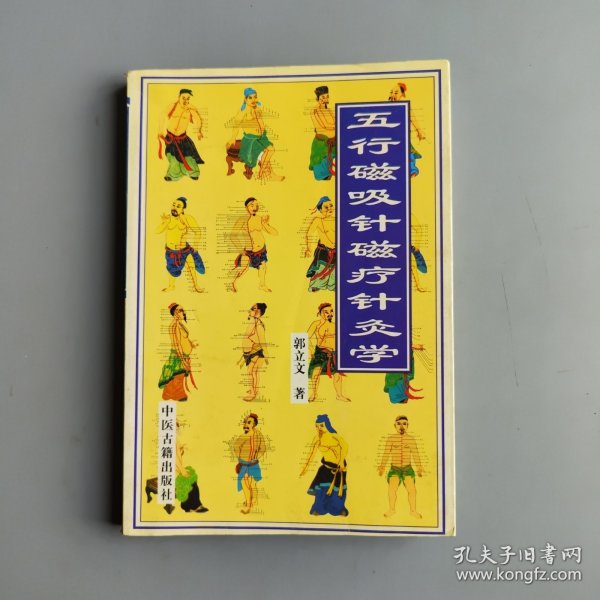 五行磁吸针磁疗针灸学
郭立文 著
中医古籍出版社
孔夫子旧书网
www.kongfz.com